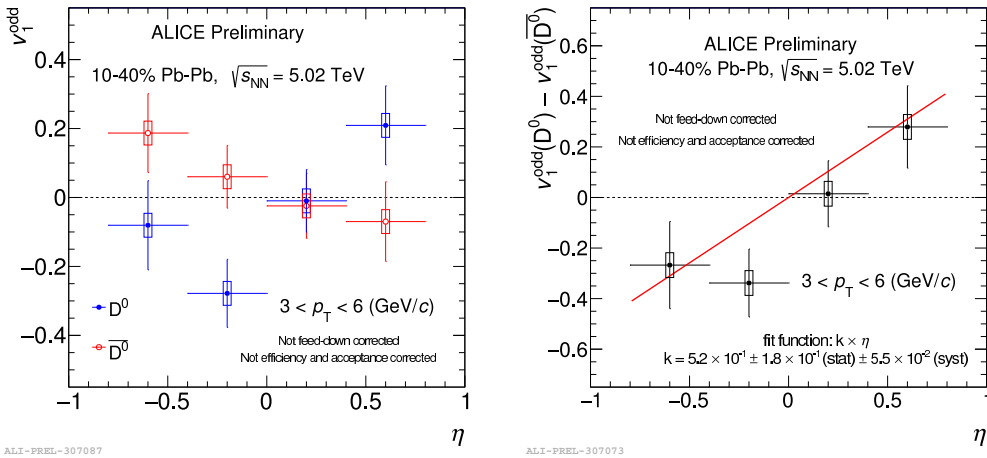 v₁ᵒᵈᵈ
0.4
0.2
0
−0.2
−0.4
ALICE Preliminary
10-40% Pb-Pb, √sNN = 5.02 TeV
D⁰
D̅⁰
3 < pT < 6 (GeV/c)
Not feed-down corrected
Not efficiency and acceptance corrected
−1 −0.5 0 0.5 1
η
ALI-PREL-307087
v₁ᵒᵈᵈ(D⁰) − v₁ᵒᵈᵈ(D̅⁰)
0.6
0.4
0.2
0
−0.2
−0.4
−0.6
ALICE Preliminary
10-40% Pb-Pb, √sNN = 5.02 TeV
Not feed-down corrected
Not efficiency and acceptance corrected
3 < pT < 6 (GeV/c)
fit function: k × η
k = 5.2 × 10⁻¹ ± 1.8 × 10⁻¹ (stat) ± 5.5 × 10⁻² (syst)
−1 −0.5 0 0.5 1
η
ALI-PREL-307073